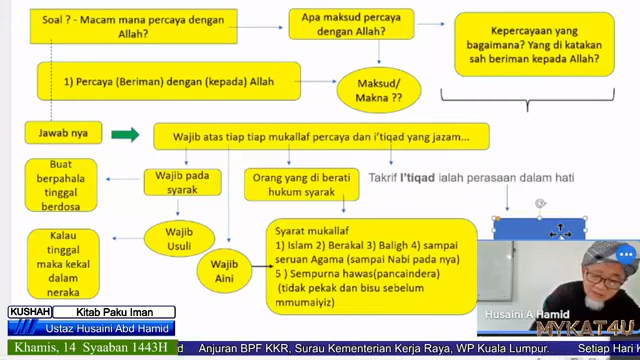 Soal ? - Macam mana percaya dengan
Allah?
Apa maksud percaya
dengan Allah?
Kepercayaan yang
bagaimana? Yang di katakan
sah beriman kepada Allah?
1) Percaya (Beriman) dengan (kepada) Allah
Maksud/
Makna ??
Jawab nya
Wajib atas tiap tiap mukallaf percaya dan i'tiqad yang jazam...
Buat
berpahala
tinggal
berdosa
Wajib pada
syarak
Orang yang di berati
hukum syarak
Takrif I'tiqad ialah perasaan dalam hati
Kalau
tinggal
maka kekal
dalam
neraka
Wajib
Usuli
Wajib
Aini
Syarat mukallaf
1) Islam 2) Berakal 3) Baligh 4) sampai
seruan Agama (sampai Nabi pada nya)
5 ) Sempurna hawas(pancaindera)
(tidak pekak dan bisu sebelum
mmumaiyiz)
Husaini A Hamid
MYKAT4U
KUSHAH Kitab Paku Iman
Ustaz Husaini Abd Hamid
Khamis, 14 Syaaban 1443H
Anjuran BPF KKR, Surau Kementerian Kerja Raya, WP Kuala Lumpur.
Setiap Hari